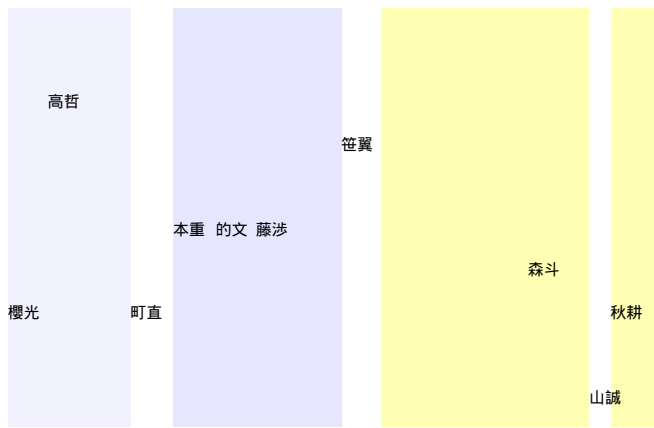 高哲
笹翼
本重 的文 藤渉
森斗
櫻光 町直 秋耕
山誠